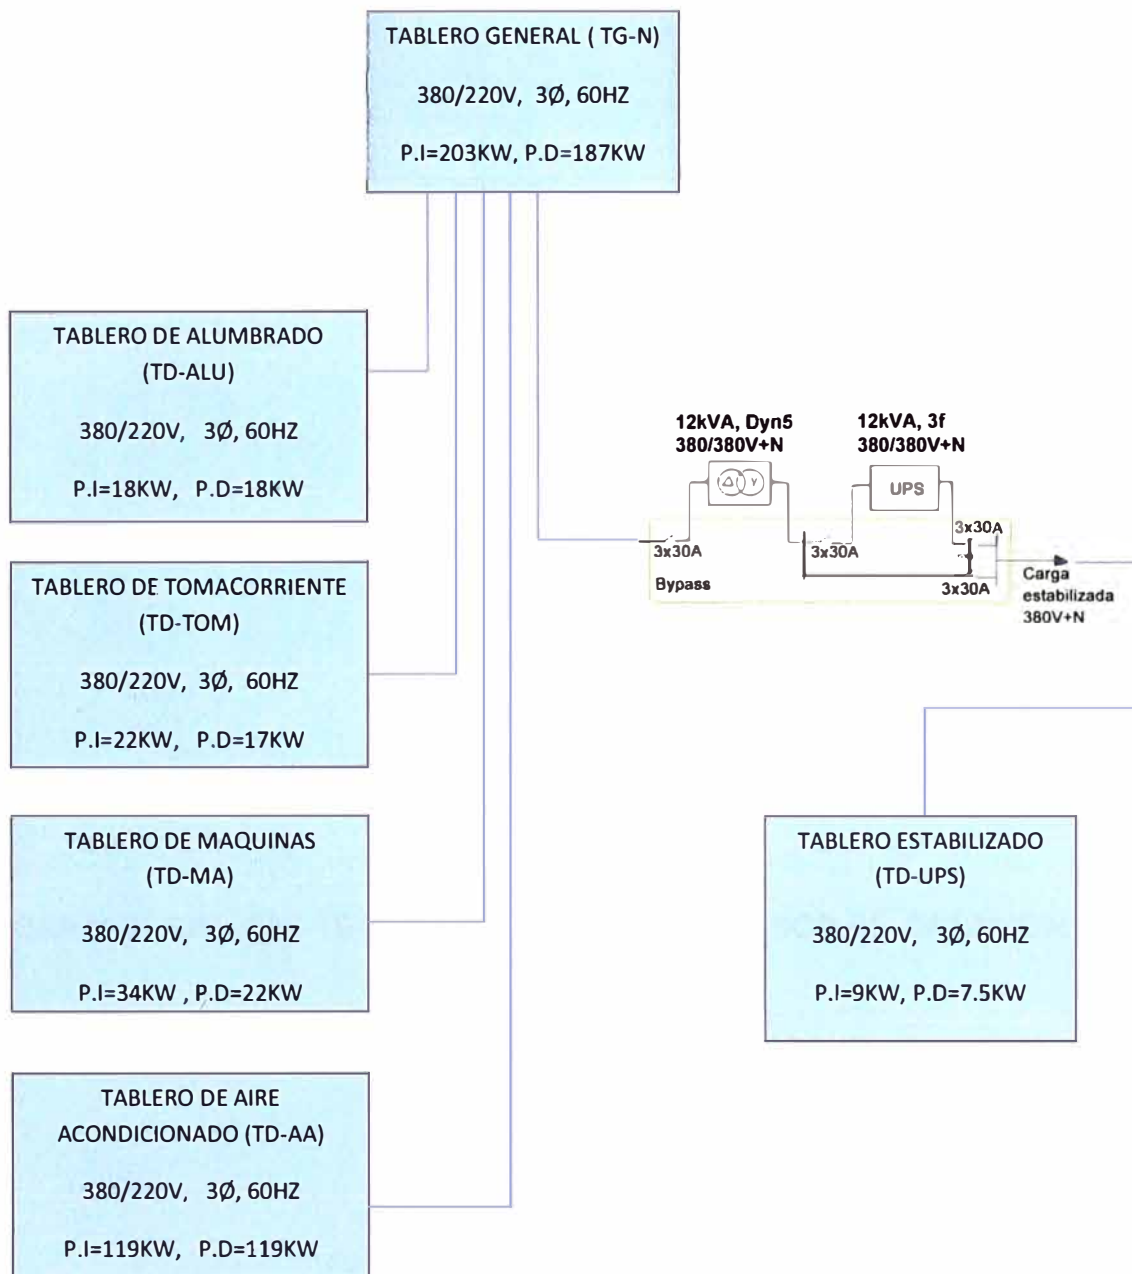 TABLERO GENERAL ( TG-N)
380/220V, 3Ø, 60HZ
P.I=203KW, P.D=187KW
TABLERO DE ALUMBRADO
(TD-ALU)
380/220V, 3Ø, 60HZ
P.I=18KW, P.D=18KW
12kVA, Dyn5
380/380V+N
12kVA, 3f
380/380V+N
Δ Y
UPS
3x30A
3x30A
3x30A
3x30A
Bypass
Carga
estabilizada
380V+N
TABLERO DE TOMACORRIENTE
(TD-TOM)
380/220V, 3Ø, 60HZ
P.I=22KW, P.D=17KW
TABLERO DE MAQUINAS
(TD-MA)
380/220V, 3Ø, 60HZ
P.I=34KW , P.D=22KW
TABLERO ESTABILIZADO
(TD-UPS)
380/220V, 3Ø, 60HZ
P.I=9KW, P.D=7.5KW
TABLERO DE AIRE
ACONDICIONADO (TD-AA)
380/220V, 3Ø, 60HZ
P.I=119KW, P.D=119KW